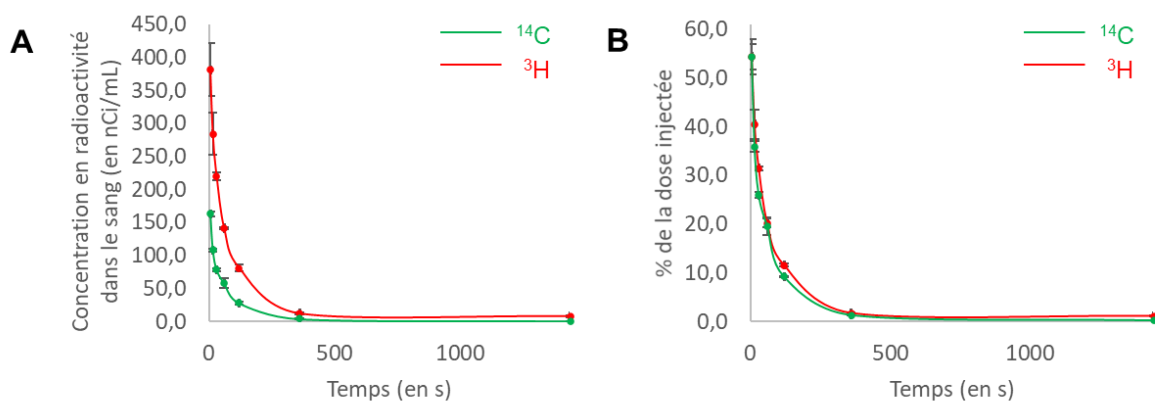 A
Concentration en radioactivité
dans le sang (en nCi/mL)
450,0
400,0
350,0
300,0
250,0
200,0
150,0
100,0
50,0
0,0
0
500
1000
Temps (en s)
¹⁴C
³H
B
% de la dose injectée
60,0
50,0
40,0
30,0
20,0
10,0
0,0
0
500
1000
Temps (en s)
¹⁴C
³H